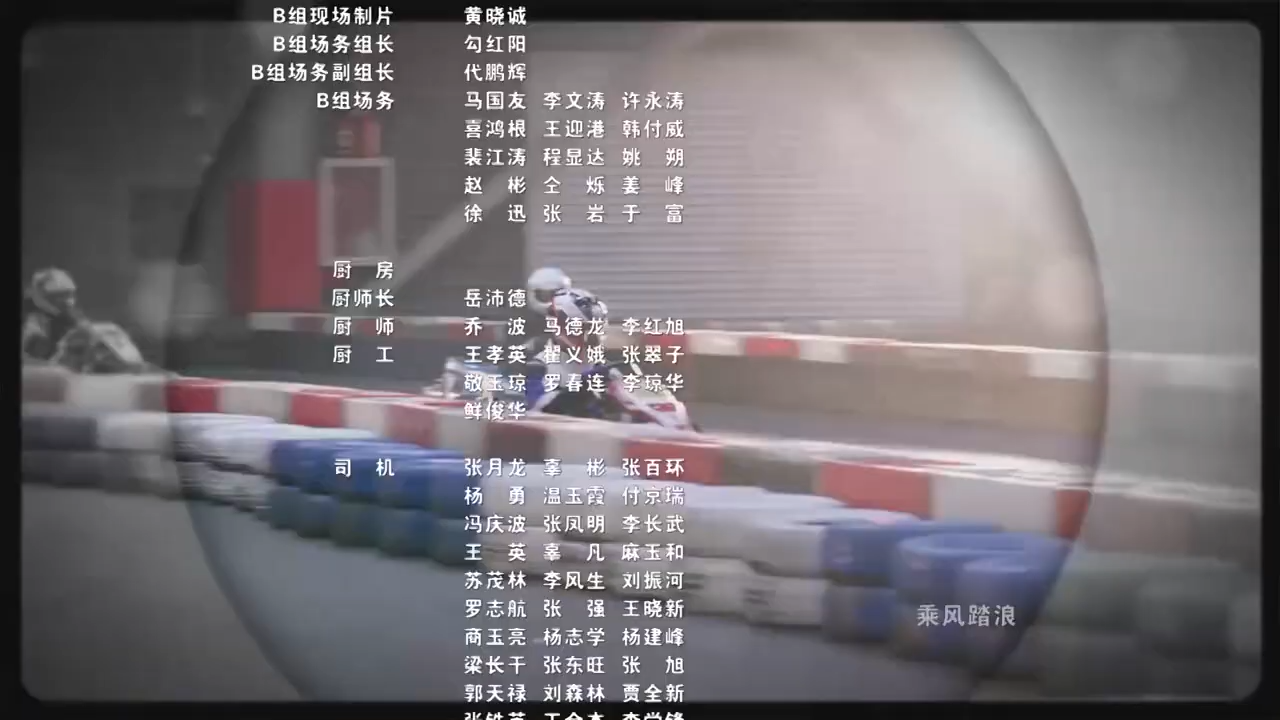 B组现场制片 黄晓诚
B组场务组长 勾红阳
B组场务副组长 代鹏辉
B组场务 马国友 李文涛 许永涛
喜鸿根 王迎港 韩付威
裴江涛 程显达 姚朔
赵彬 仝烁 姜峰
徐迅 张岩 于富
厨房
厨师长 岳沛德
厨师 乔波 马德龙 李红旭
厨工 王孝英 翟义娥 张翠子
敬玉琼 罗春连 李琼华
鲜俊华
司机 张月龙 辜彬 张百环
杨勇 温玉霞 付京瑞
冯庆波 张凤明 李长武
王英 辜凡 麻玉和
苏茂林 李风生 刘振河
罗志航 张强 王晓新
商玉亮 杨志学 杨建峰
梁长干 张东旺 张旭
郭天禄 刘森林 贾全新
乘风踏浪